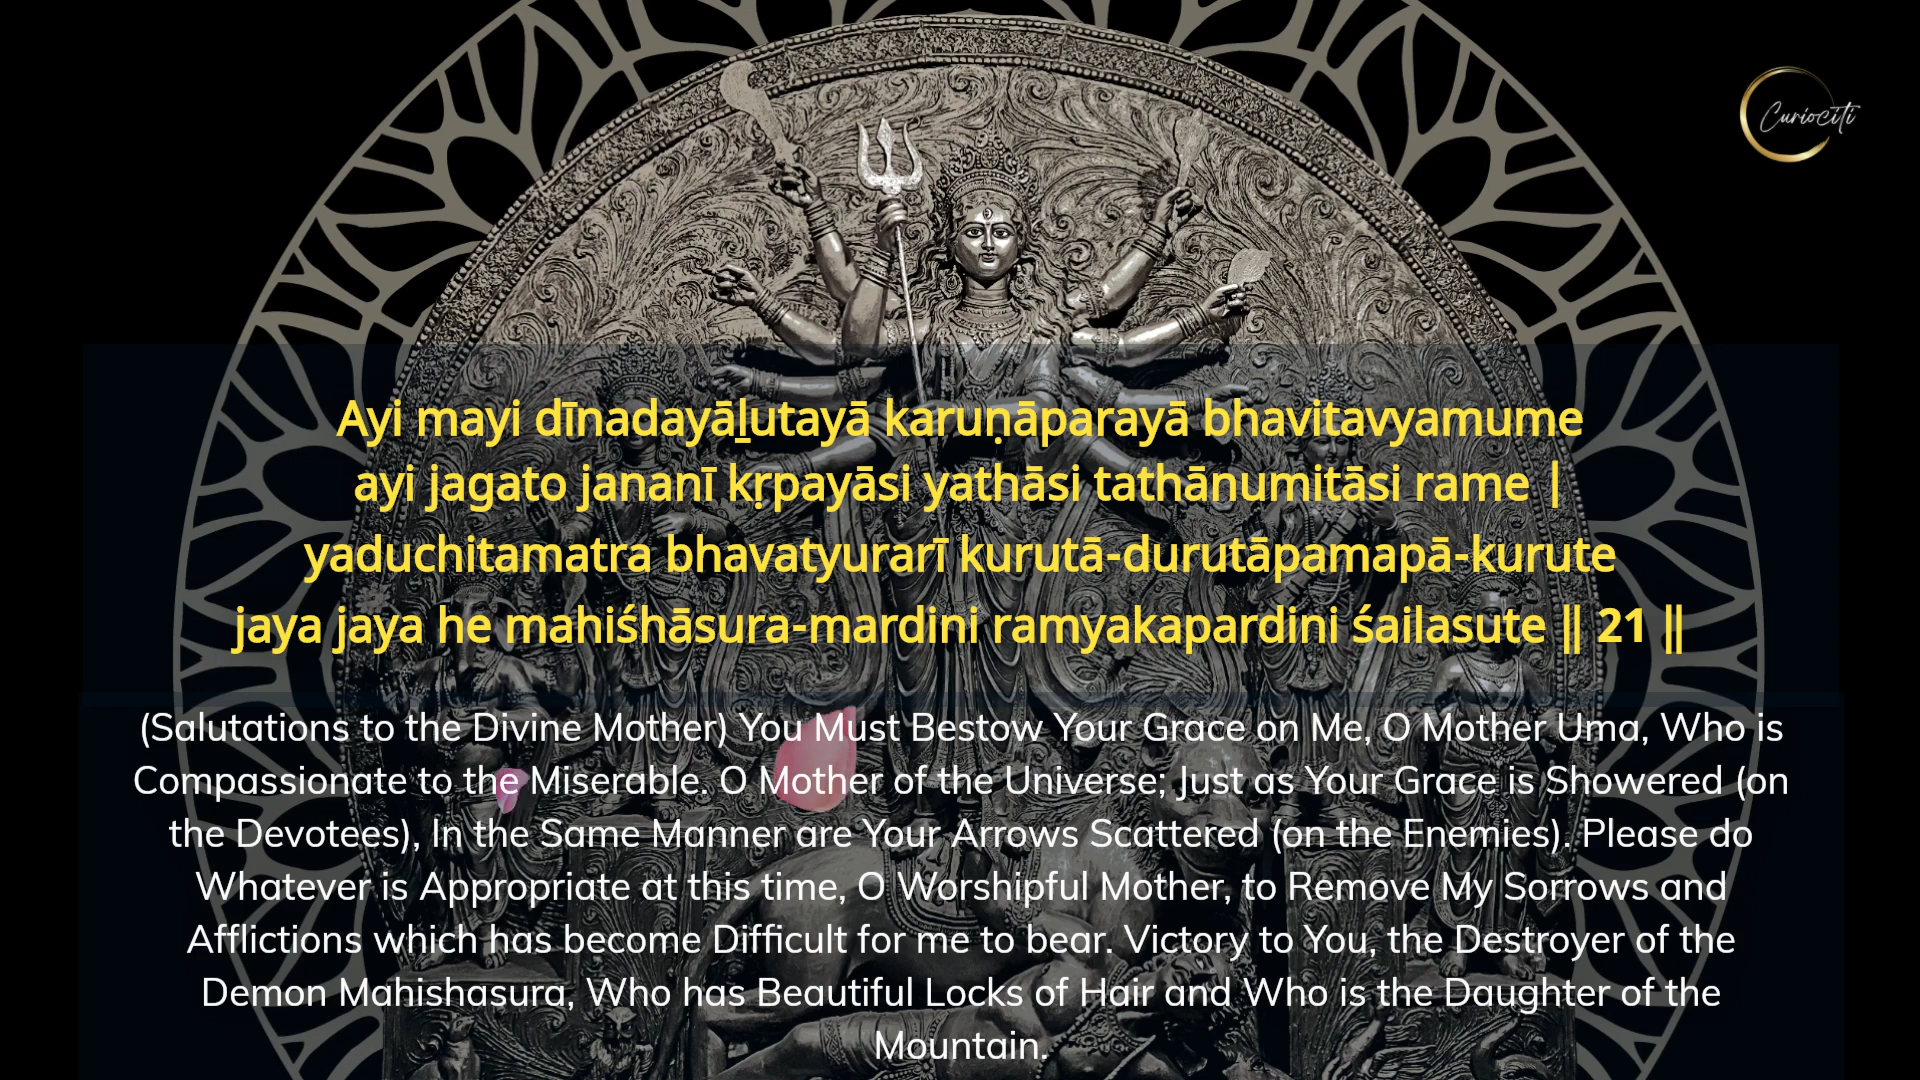 Curiociti
Ayi mayi dīnadayāḻutayā karuṇāparayā bhavitavyamume
ayi jagato jananī kṛpayāsi yathāsi tathānumitāsi rame |
yaduchitamatra bhavatyurarī kurutā-durutāpamapā-kurute
jaya jaya he mahiśhāsura-mardini ramyakapardini śailasute || 21 ||
(Salutations to the Divine Mother) You Must Bestow Your Grace on Me, O Mother Uma, Who is
Compassionate to the Miserable. O Mother of the Universe; Just as Your Grace is Showered (on
the Devotees), In the Same Manner are Your Arrows Scattered (on the Enemies). Please do
Whatever is Appropriate at this time, O Worshipful Mother, to Remove My Sorrows and
Afflictions which has become Difficult for me to bear. Victory to You, the Destroyer of the
Demon Mahishasura, Who has Beautiful Locks of Hair and Who is the Daughter of the
Mountain.